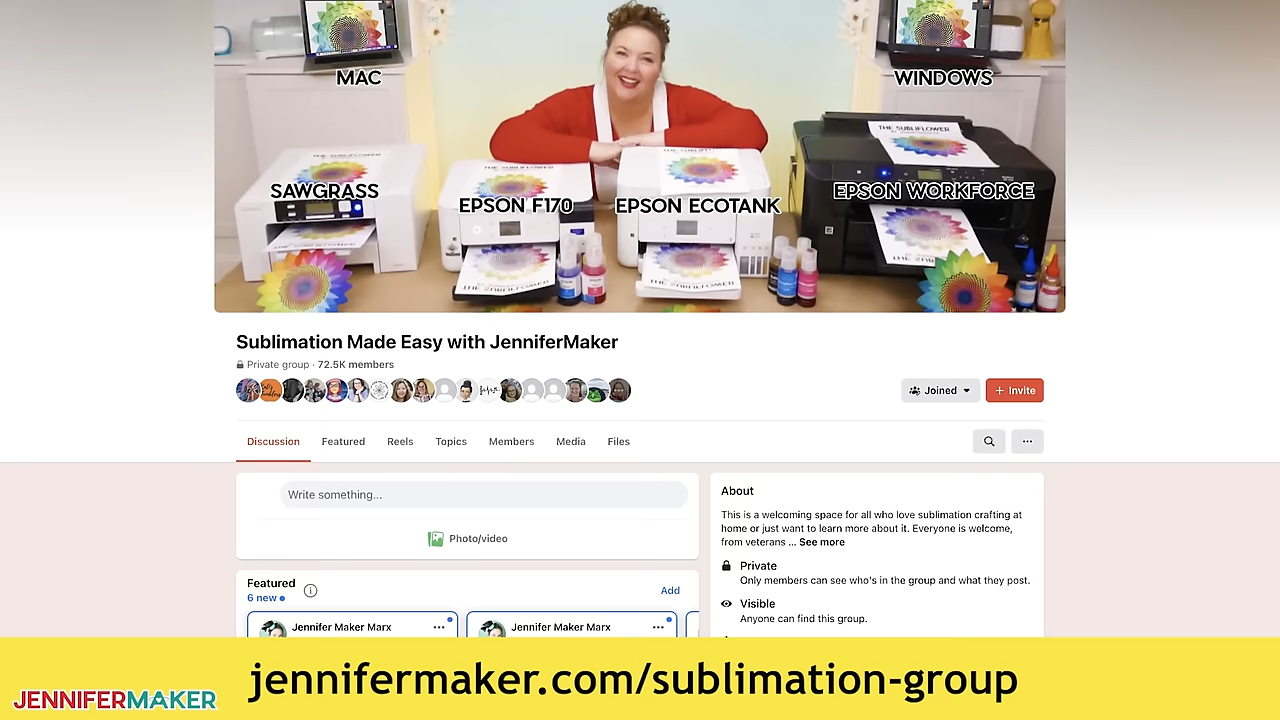 MAC
WINDOWS
THE SUBLIFLOWER
SAWGRASS
EPSON F170
EPSON ECOTANK
EPSON WORKFORCE
Sublimation Made Easy with JenniferMaker
Private group · 72.5K members
Joined
+ Invite
Discussion
Featured
Reels
Topics
Members
Media
Files
Write something...
Photo/video
Featured
6 new
Add
Jennifer Maker Marx
Jennifer Maker Marx
About
This is a welcoming space for all who love sublimation crafting at
home or just want to learn more about it. Everyone is welcome,
from veterans ... See more
Private
Only members can see who's in the group and what they post.
Visible
Anyone can find this group.
JENNIFERMAKER
jennifermaker.com/sublimation-group